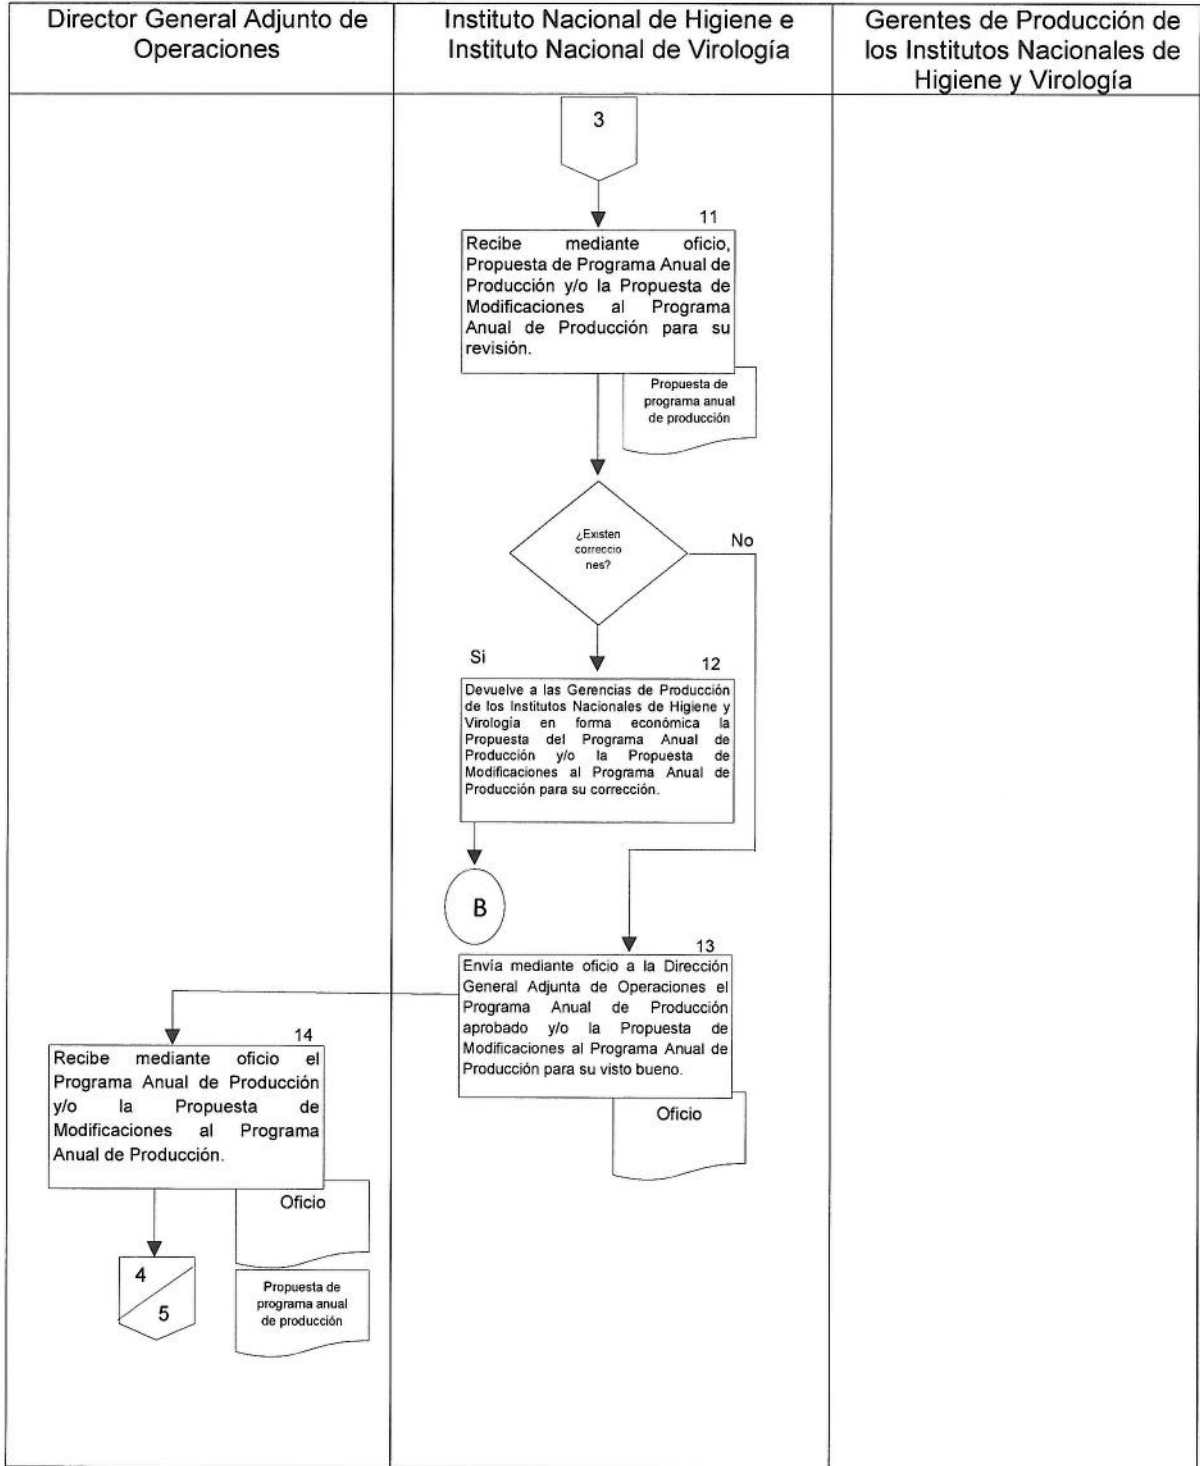 Director General Adjunto de
Operaciones
Instituto Nacional de Higiene e
Instituto Nacional de Virología
Gerentes de Producción de
los Institutos Nacionales de
Higiene y Virología
3
11
Recibe mediante oficio,
Propuesta de Programa Anual de
Producción y/o la Propuesta de
Modificaciones al Programa
Anual de Producción para su
revisión.
Propuesta de
programa anual
de producción
¿Existen
correccio
nes?
No
Si
12
Devuelve a las Gerencias de Producción
de los Institutos Nacionales de Higiene y
Virología en forma económica la
Propuesta del Programa Anual de
Producción y/o la Propuesta de
Modificaciones al Programa Anual de
Producción para su corrección.
B
13
Envía mediante oficio a la Dirección
General Adjunta de Operaciones el
Programa Anual de Producción
aprobado y/o la Propuesta de
Modificaciones al Programa Anual de
Producción para su visto bueno.
Oficio
14
Recibe mediante oficio el
Programa Anual de Producción
y/o la Propuesta de
Modificaciones al Programa
Anual de Producción.
Oficio
Propuesta de
programa anual
de producción
4
5